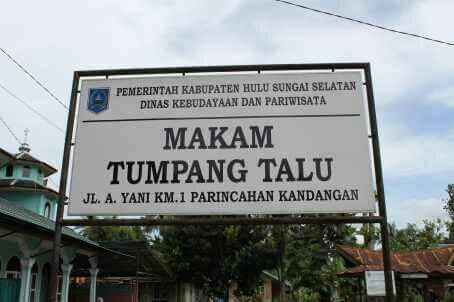 PEMERINTAH KABUPATEN HULU SUNGAI SELATAN
DINAS KEBUDAYAAN DAN PARIWISATA
MAKAM
TUMPANG TALU
JL. A. YANI KM.1 PARINCAHAN KANDANGAN